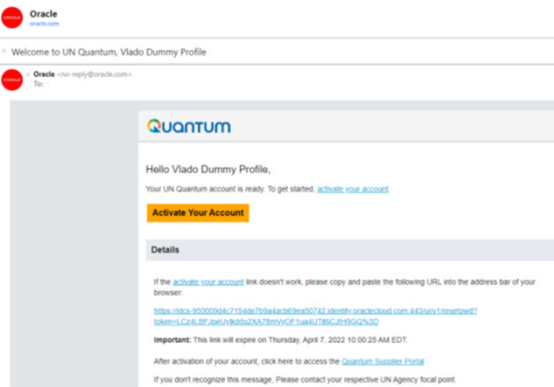 Oracle
oracle.com
Welcome to UN Quantum, Vlado Dummy Profile
Oracle <no-reply@oracle.com>
To:
Quantum
Hello Vlado Dummy Profile,
Your UN Quantum account is ready. To get started, activate your account.
Activate Your Account
Details
If the activate your account link doesn't work, please copy and paste the following URL into the address bar of your
browser:
Important: This link will expire on Thursday, April 7, 2022 10:00:25 AM EDT.
After activation of your account, click here to access the Quantum Supplier Portal
If you don't recognize this message, Please contact your respective UN Agency focal point.